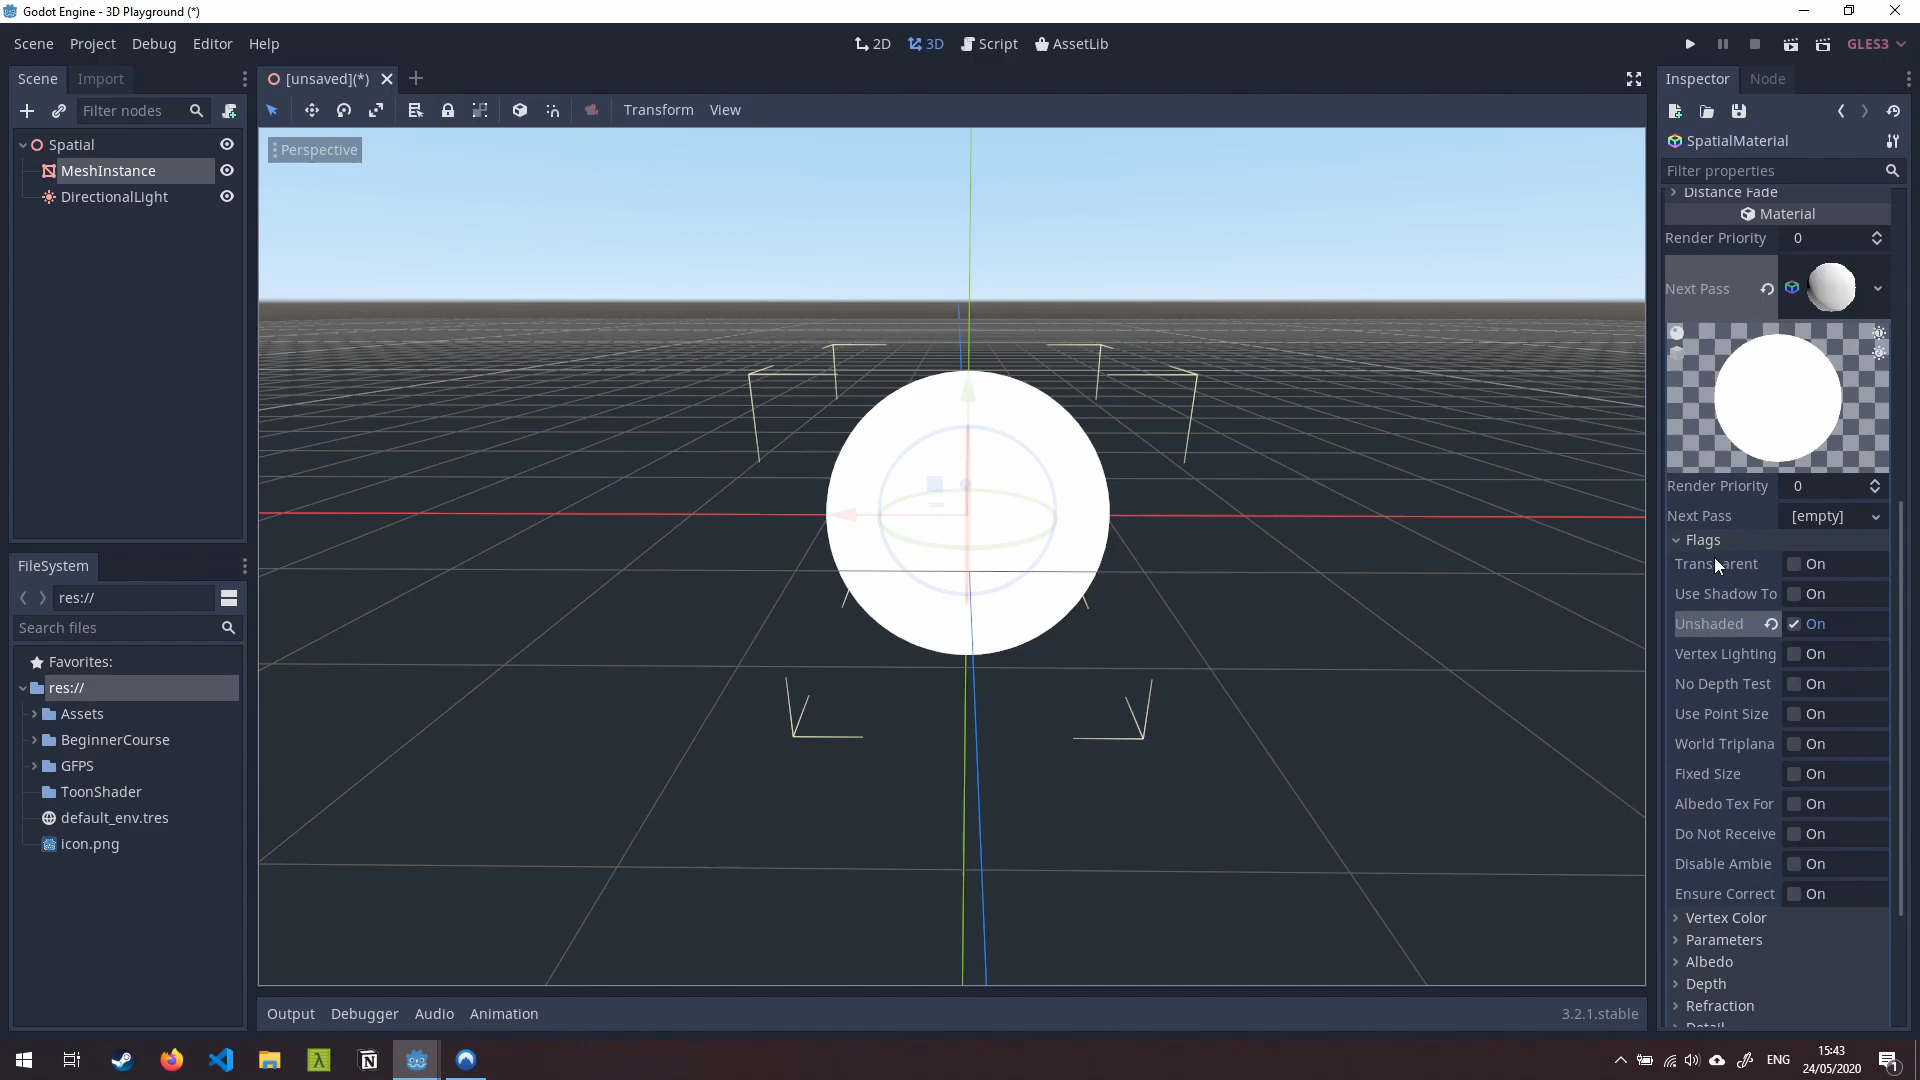 Godot Engine - 3D Playground (*)
Scene Project Debug Editor Help
2D 3D Script AssetLib
GLES3
Scene Import
[unsaved](*)
Inspector Node
Filter nodes
Transform View
Spatial
MeshInstance
DirectionalLight
Perspective
SpatialMaterial
Filter properties
Distance Fade
Material
Render Priority 0
Next Pass
Render Priority 0
Next Pass [empty]
Flags
Transparent On
Use Shadow To On
Unshaded On
Vertex Lighting On
No Depth Test On
Use Point Size On
World Triplana On
Fixed Size On
Albedo Tex For On
Do Not Receive On
Disable Ambie On
Ensure Correct On
Vertex Color
Parameters
Albedo
Depth
Refraction
Detail
FileSystem
res://
Search files
Favorites:
res://
Assets
BeginnerCourse
GFPS
ToonShader
default_env.tres
icon.png
Output Debugger Audio Animation
3.2.1.stable
ENG
15:43
24/05/2020
1